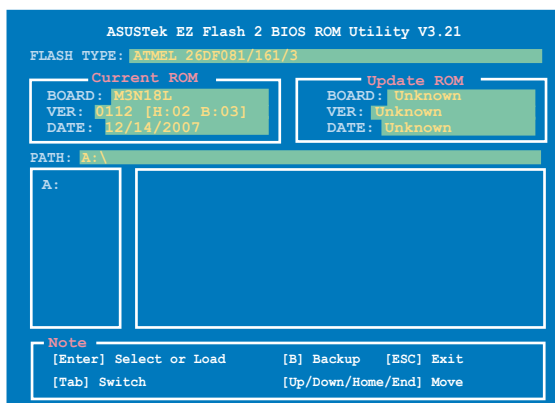 ASUSTek EZ Flash 2 BIOS ROM Utility V3.21
FLASH TYPE: ATMEL 26DF081/161/3
Current ROM
BOARD: M3N18L
VER: 0112 [H:02 B:03]
DATE: 12/14/2007
Update ROM
BOARD: Unknown
VER: Unknown
DATE: Unknown
PATH: A:\
A:
Note
[Enter] Select or Load [B] Backup [ESC] Exit
[Tab] Switch [Up/Down/Home/End] Move